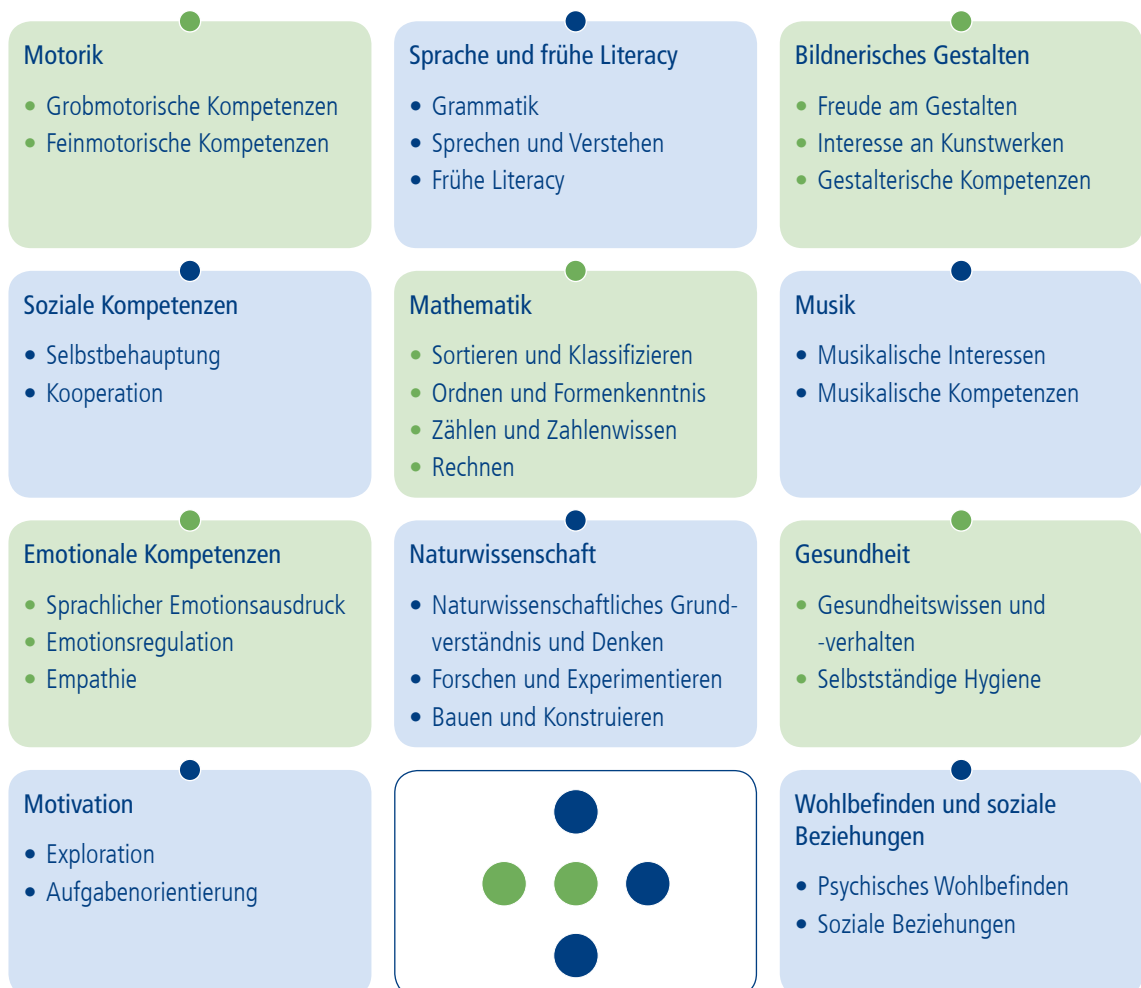 Motorik
• Grobmotorische Kompetenzen
• Feinmotorische Kompetenzen
Sprache und frühe Literacy
• Grammatik
• Sprechen und Verstehen
• Frühe Literacy
Bildnerisches Gestalten
• Freude am Gestalten
• Interesse an Kunstwerken
• Gestalterische Kompetenzen
Soziale Kompetenzen
• Selbstbehauptung
• Kooperation
Mathematik
• Sortieren und Klassifizieren
• Ordnen und Formenkenntnis
• Zählen und Zahlenwissen
• Rechnen
Musik
• Musikalische Interessen
• Musikalische Kompetenzen
Emotionale Kompetenzen
• Sprachlicher Emotionsausdruck
• Emotionsregulation
• Empathie
Naturwissenschaft
• Naturwissenschaftliches Grund-
verständnis und Denken
• Forschen und Experimentieren
• Bauen und Konstruieren
Gesundheit
• Gesundheitswissen und
-verhalten
• Selbstständige Hygiene
Motivation
• Exploration
• Aufgabenorientierung
Wohlbefinden und soziale
Beziehungen
• Psychisches Wohlbefinden
• Soziale Beziehungen